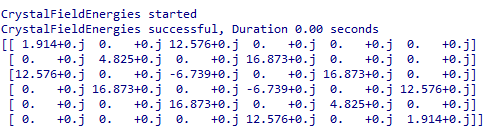 CrystalFieldEnergies started
CrystalFieldEnergies successful, Duration 0.00 seconds
[[ 1.914+0.j  0.   +0.j 12.576+0.j  0.   +0.j  0.   +0.j  0.   +0.j]
 [ 0.   +0.j  4.825+0.j  0.   +0.j 16.873+0.j  0.   +0.j  0.   +0.j]
 [12.576+0.j  0.   +0.j -6.739+0.j  0.   +0.j 16.873+0.j  0.   +0.j]
 [ 0.   +0.j 16.873+0.j  0.   +0.j -6.739+0.j  0.   +0.j 12.576+0.j]
 [ 0.   +0.j  0.   +0.j 16.873+0.j  0.   +0.j  4.825+0.j  0.   +0.j]
 [ 0.   +0.j  0.   +0.j  0.   +0.j 12.576+0.j  0.   +0.j  1.914+0.j]]